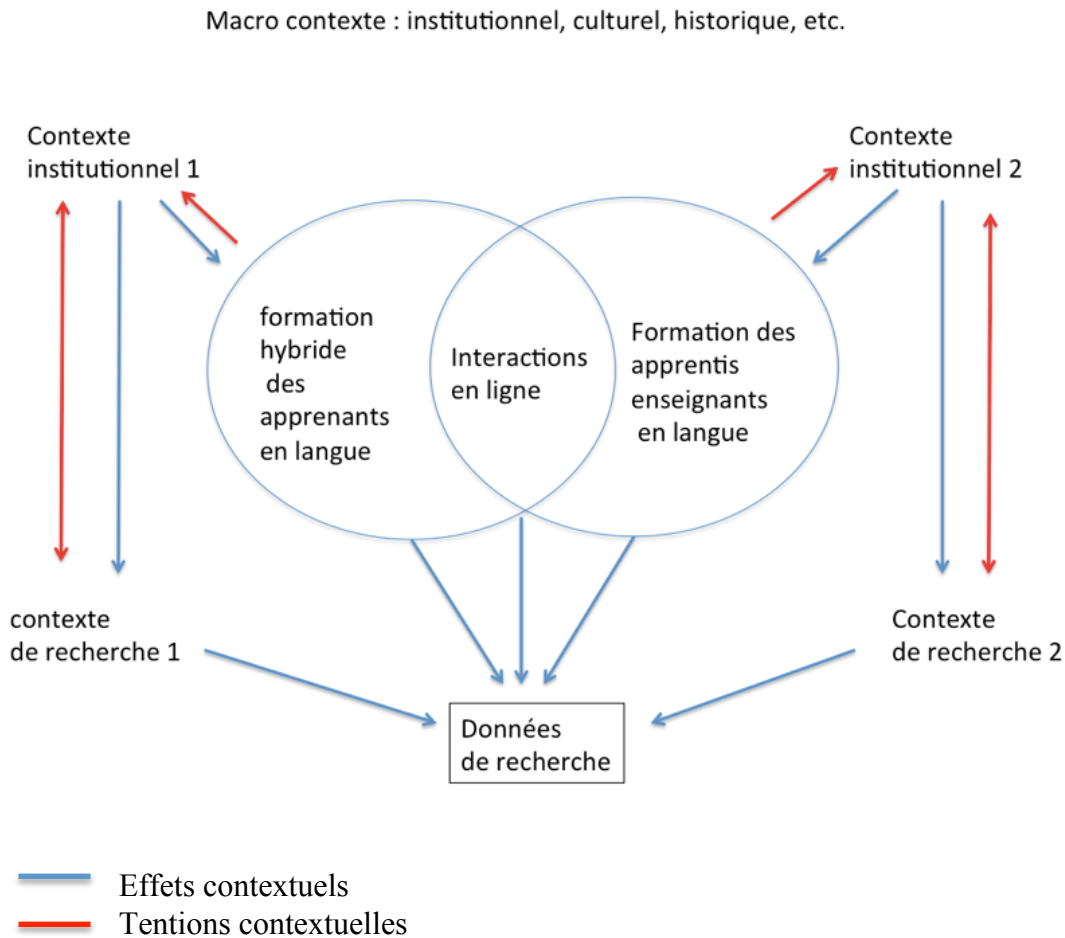 Macro contexte : institutionnel, culturel, historique, etc.
Contexte
institutionnel 1
Contexte
institutionnel 2
formation
hybride
des
apprenants
en langue
Interactions
en ligne
Formation des
apprentis
enseignants
en langue
contexte
de recherche 1
Contexte
de recherche 2
Données
de recherche
Effets contextuels
Tentions contextuelles